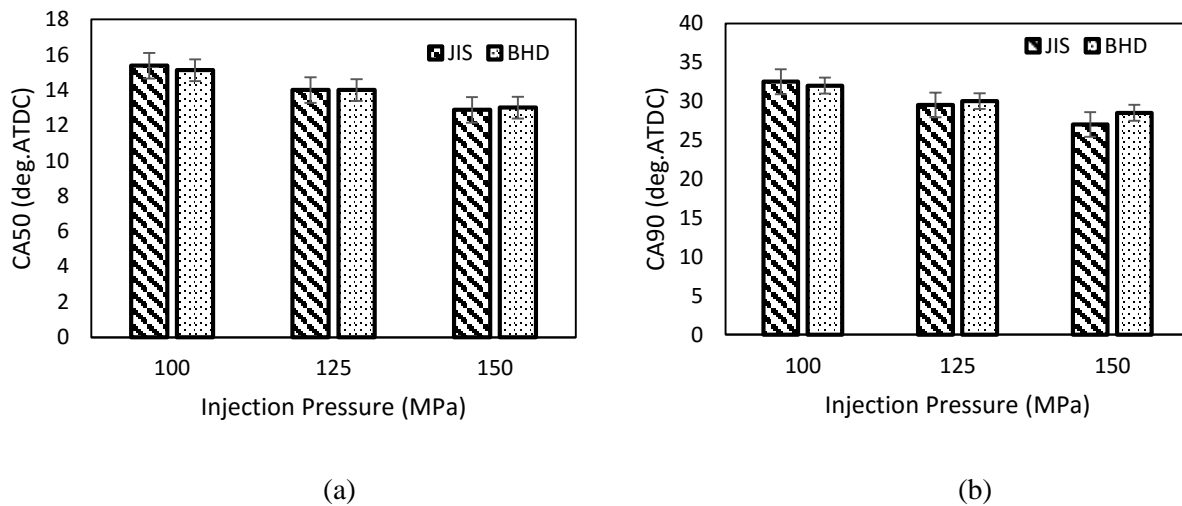 CA50 (deg.ATDC)
18
16
14
12
10
8
6
4
2
0
JIS BHD
100 125 150
Injection Pressure (MPa)
(a)
CA90 (deg.ATDC)
40
35
30
25
20
15
10
5
0
JIS BHD
100 125 150
Injection Pressure (MPa)
(b)